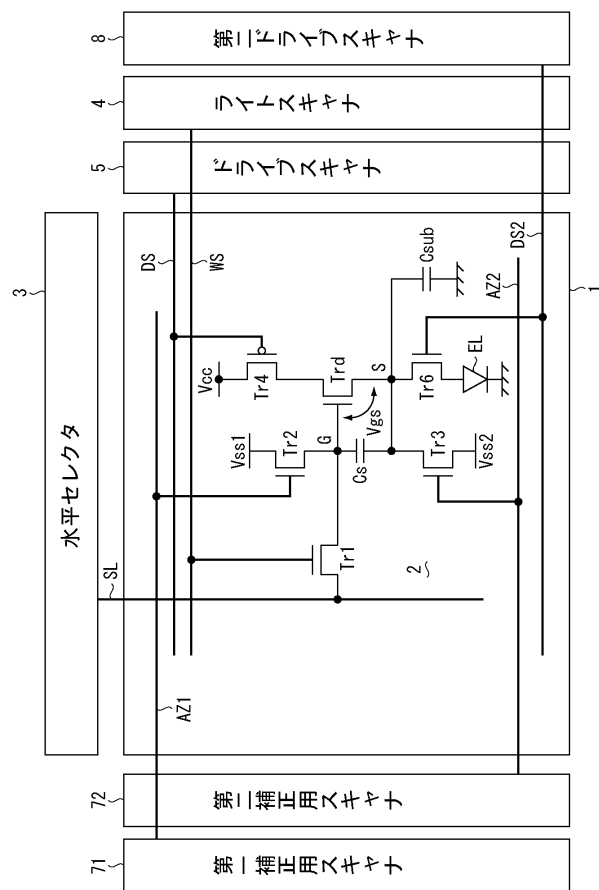 8
第二ドライブスキャナ
4
ライトスキャナ
5
ドライブスキャナ
3
水平セレクタ
DS
WS
SL
AZ1
Vcc
Tr4
Trd
S
Csub
DS2
AZ2
1
Vss1
Tr2
G
Vgs
Cs
Tr6
EL
Tr3
Vss2
Tr1
2
72
第二補正用スキャナ
71
第一補正用スキャナ